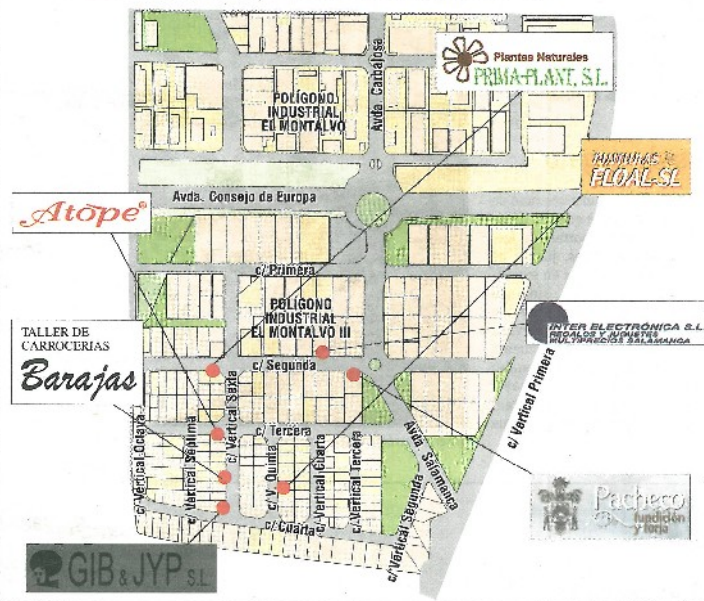 Plantas Naturales
PRIMA-PLANT, S.L.
Avda. Carbajosa
POLÍGONO
INDUSTRIAL
EL MONTALVO
FLOAL-SL
Avda. Consejo de Europa
Atope
c/ Primera
POLÍGONO
INDUSTRIAL
EL MONTALVO III
INTER ELECTRÓNICA S.L.
REGALOS Y JUGUETES
MULTIPRECIOS SALAMANCA
TALLER DE
CARROCERIAS
Barajas
c/ Segunda
c/ Vertical Primera
c/ Vertical Sexta
c/ Tercera
c/ Vertical Octava
c/ Vertical Séptima
c/ V. Quinta
c/ Vertical Cuarta
c/ Vertical Tercera
Avda. Salamanca
c/ Vertical Segunda
c/ Cuarta
Pacheco
fundición
y forja
GIB & JYP S.L.